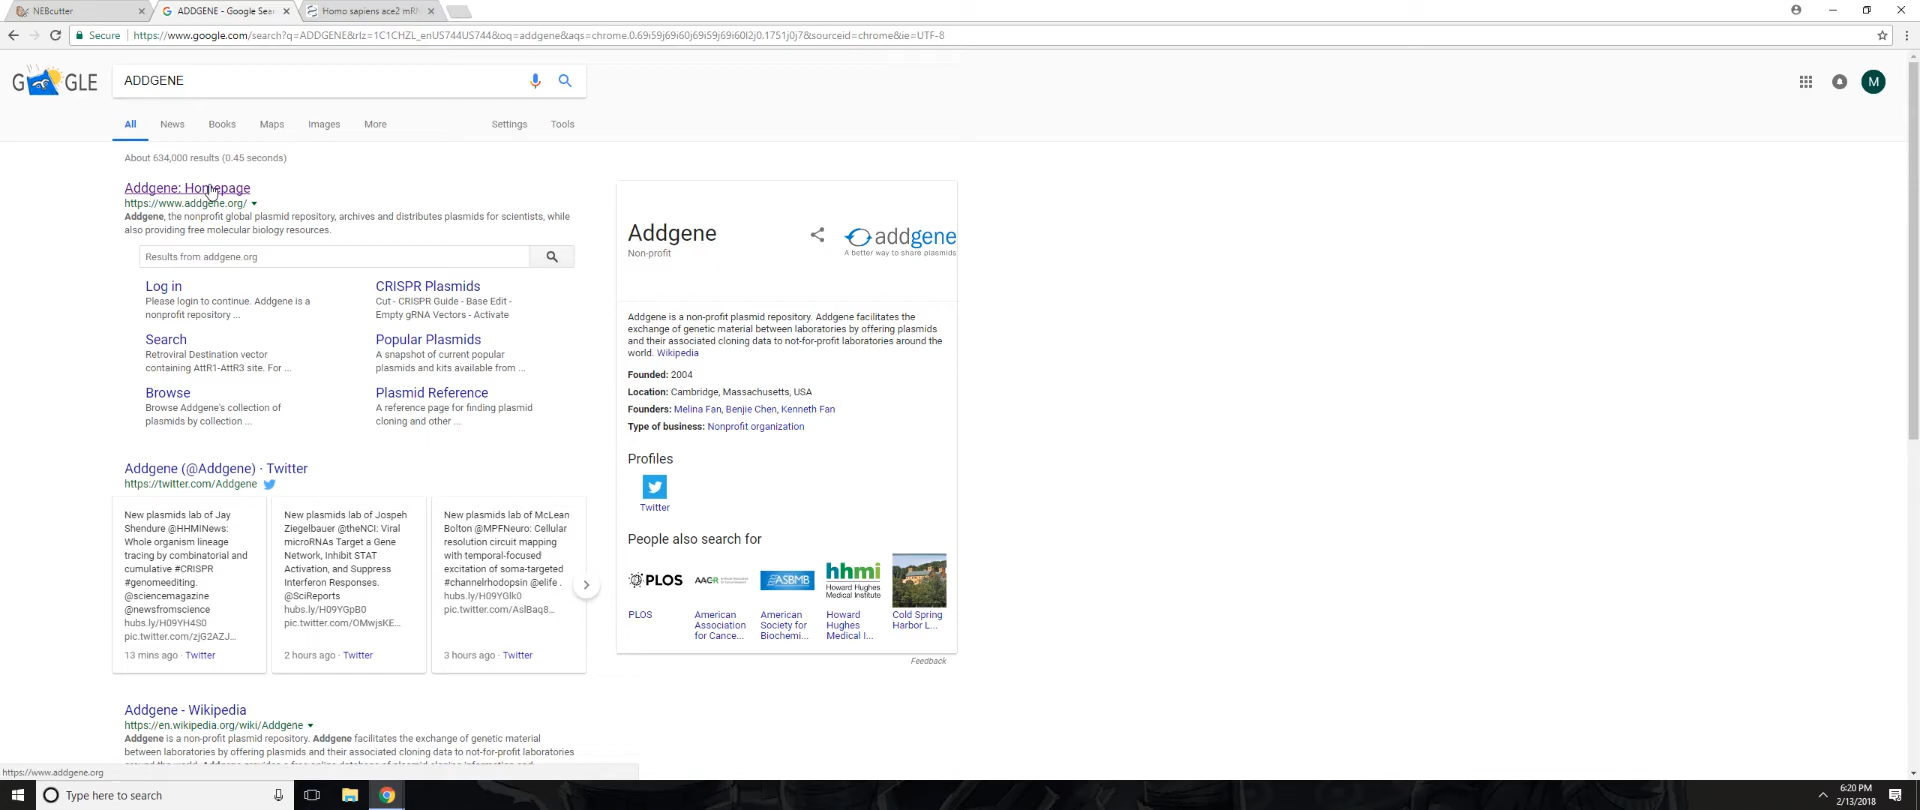 NEBcutter
ADDGENE - Google Sear
Homo sapiens ace2 mRN
Secure
https://www.google.com/search?q=ADDGENE&rlz=1C1CHZL_enUS744US744&oq=addgene&aqs=chrome.0.69i59j69i60j69i59j69i60l2j0.1751j0j7&sourceid=chrome&ie=UTF-8
G GLE
ADDGENE
M
All News Books Maps Images More Settings Tools
About 634,000 results (0.45 seconds)
Addgene: Homepage
https://www.addgene.org/
Addgene, the nonprofit global plasmid repository, archives and distributes plasmids for scientists, while
also providing free molecular biology resources.
Results from addgene.org
Log in
Please login to continue. Addgene is a
nonprofit repository ...
CRISPR Plasmids
Cut - CRISPR Guide - Base Edit -
Empty gRNA Vectors - Activate
Search
Retroviral Destination vector
containing AttR1-AttR3 site. For ...
Popular Plasmids
A snapshot of current popular
plasmids and kits available from ...
Browse
Browse Addgene's collection of
plasmids by collection ...
Plasmid Reference
A reference page for finding plasmid
cloning and other ...
Addgene (@Addgene) · Twitter
https://twitter.com/Addgene
New plasmids lab of Jay
Shendure @HHMINews:
Whole organism lineage
tracing by combinatorial and
cumulative #CRISPR
#genomeediting.
@sciencemagazine
@newsfromscience
hubs.ly/H09YH4S0
pic.twitter.com/zjG2AZJ...
13 mins ago · Twitter
New plasmids lab of Jospeh
Ziegelbauer @theNCI: Viral
microRNAs Target a Gene
Network, Inhibit STAT
Activation, and Suppress
Interferon Responses.
@SciReports
hubs.ly/H09YGpB0
pic.twitter.com/OMwjsKE...
2 hours ago · Twitter
New plasmids lab of McLean
Bolton @MPFNeuro: Cellular
resolution circuit mapping
with temporal-focused
excitation of soma-targeted
#channelrhodopsin @elife .
hubs.ly/H09YGlk0
pic.twitter.com/AslBaq8...
3 hours ago · Twitter
Addgene - Wikipedia
https://en.wikipedia.org/wiki/Addgene
Addgene is a non-profit plasmid repository. Addgene facilitates the exchange of genetic material
between laboratories by offering plasmids and their associated cloning data to not-for-profit laboratories
Addgene
Non-profit
addgene
A better way to share plasmids
Addgene is a non-profit plasmid repository. Addgene facilitates the
exchange of genetic material between laboratories by offering plasmids
and their associated cloning data to not-for-profit laboratories around the
world. Wikipedia
Founded: 2004
Location: Cambridge, Massachusetts, USA
Founders: Melina Fan, Benjie Chen, Kenneth Fan
Type of business: Nonprofit organization
Profiles
Twitter
People also search for
PLOS
AACR
ASBMB
hhmi
Howard Hughes
Medical Institute
PLOS
American
Association
for Cance...
American
Society for
Biochemi...
Howard
Hughes
Medical I...
Cold Spring
Harbor L...
Feedback
https://www.addgene.org
Type here to search
6:20 PM
2/13/2018